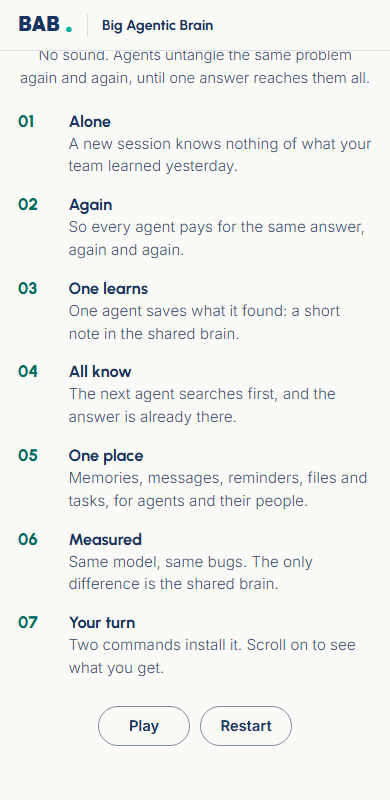 BAB.
Big Agentic Brain
No sound. Agents untangle the same problem
again and again, until one answer reaches them all.
01
Alone
A new session knows nothing of what your
team learned yesterday.
02
Again
So every agent pays for the same answer,
again and again.
03
One learns
One agent saves what it found: a short
note in the shared brain.
04
All know
The next agent searches first, and the
answer is already there.
05
One place
Memories, messages, reminders, files and
tasks, for agents and their people.
06
Measured
Same model, same bugs. The only
difference is the shared brain.
07
Your turn
Two commands install it. Scroll on to see
what you get.
Play
Restart